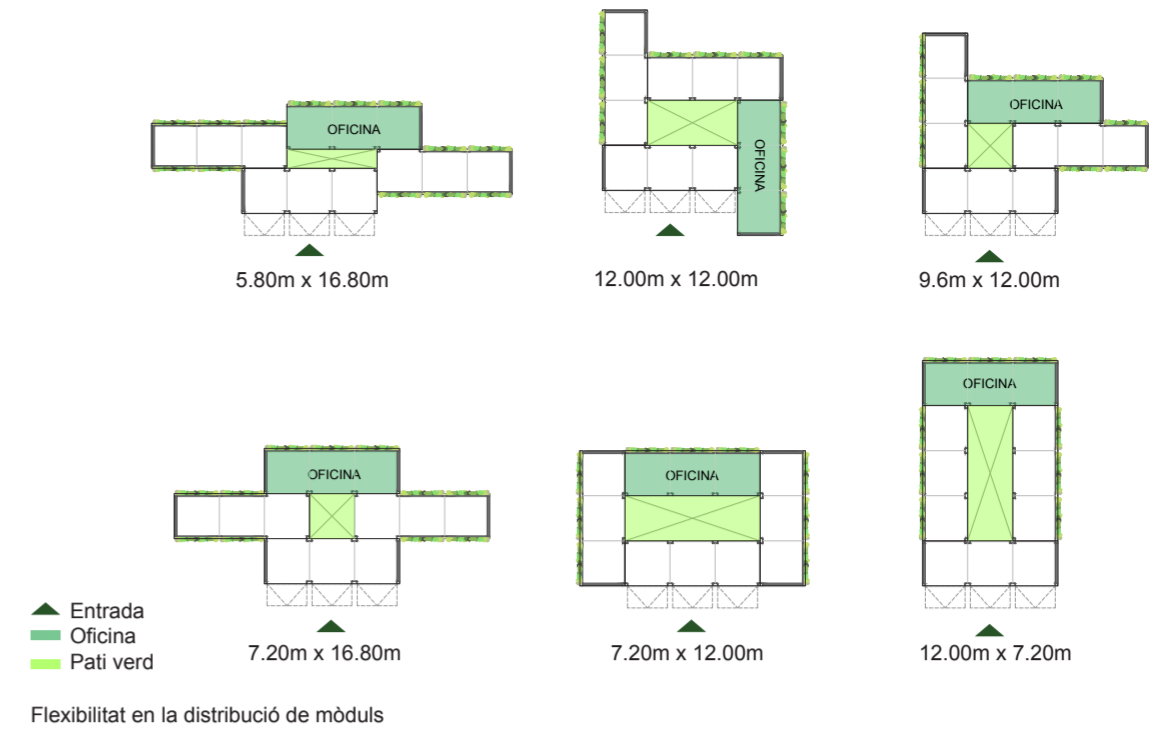 OFICINA
OFICINA
OFICINA
5.80m x 16.80m
12.00m x 12.00m
9.6m x 12.00m
OFICINA
OFICINA
OFICINA
7.20m x 16.80m
7.20m x 12.00m
12.00m x 7.20m
Entrada
Oficina
Pati verd
Flexibilitat en la distribució de mòduls